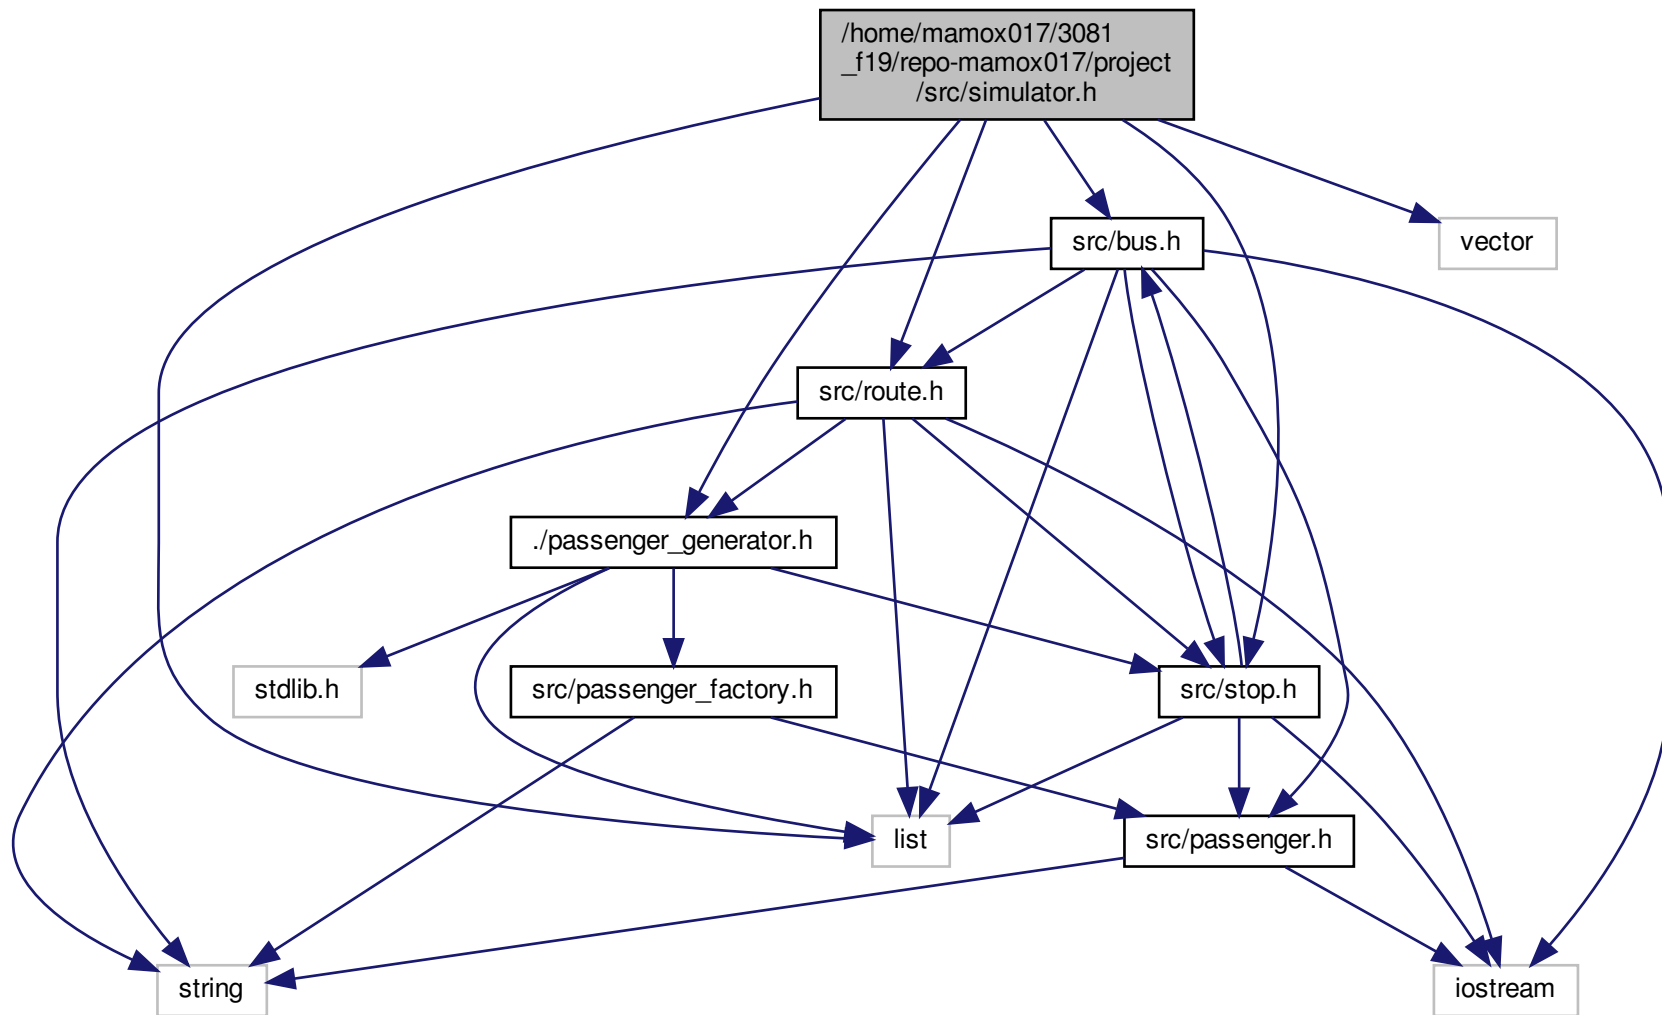 /home/mamox017/3081
_f19/repo-mamox017/project
/src/simulator.h
src/bus.h
vector
src/route.h
./passenger_generator.h
stdlib.h
src/passenger_factory.h
src/stop.h
list
src/passenger.h
string
iostream